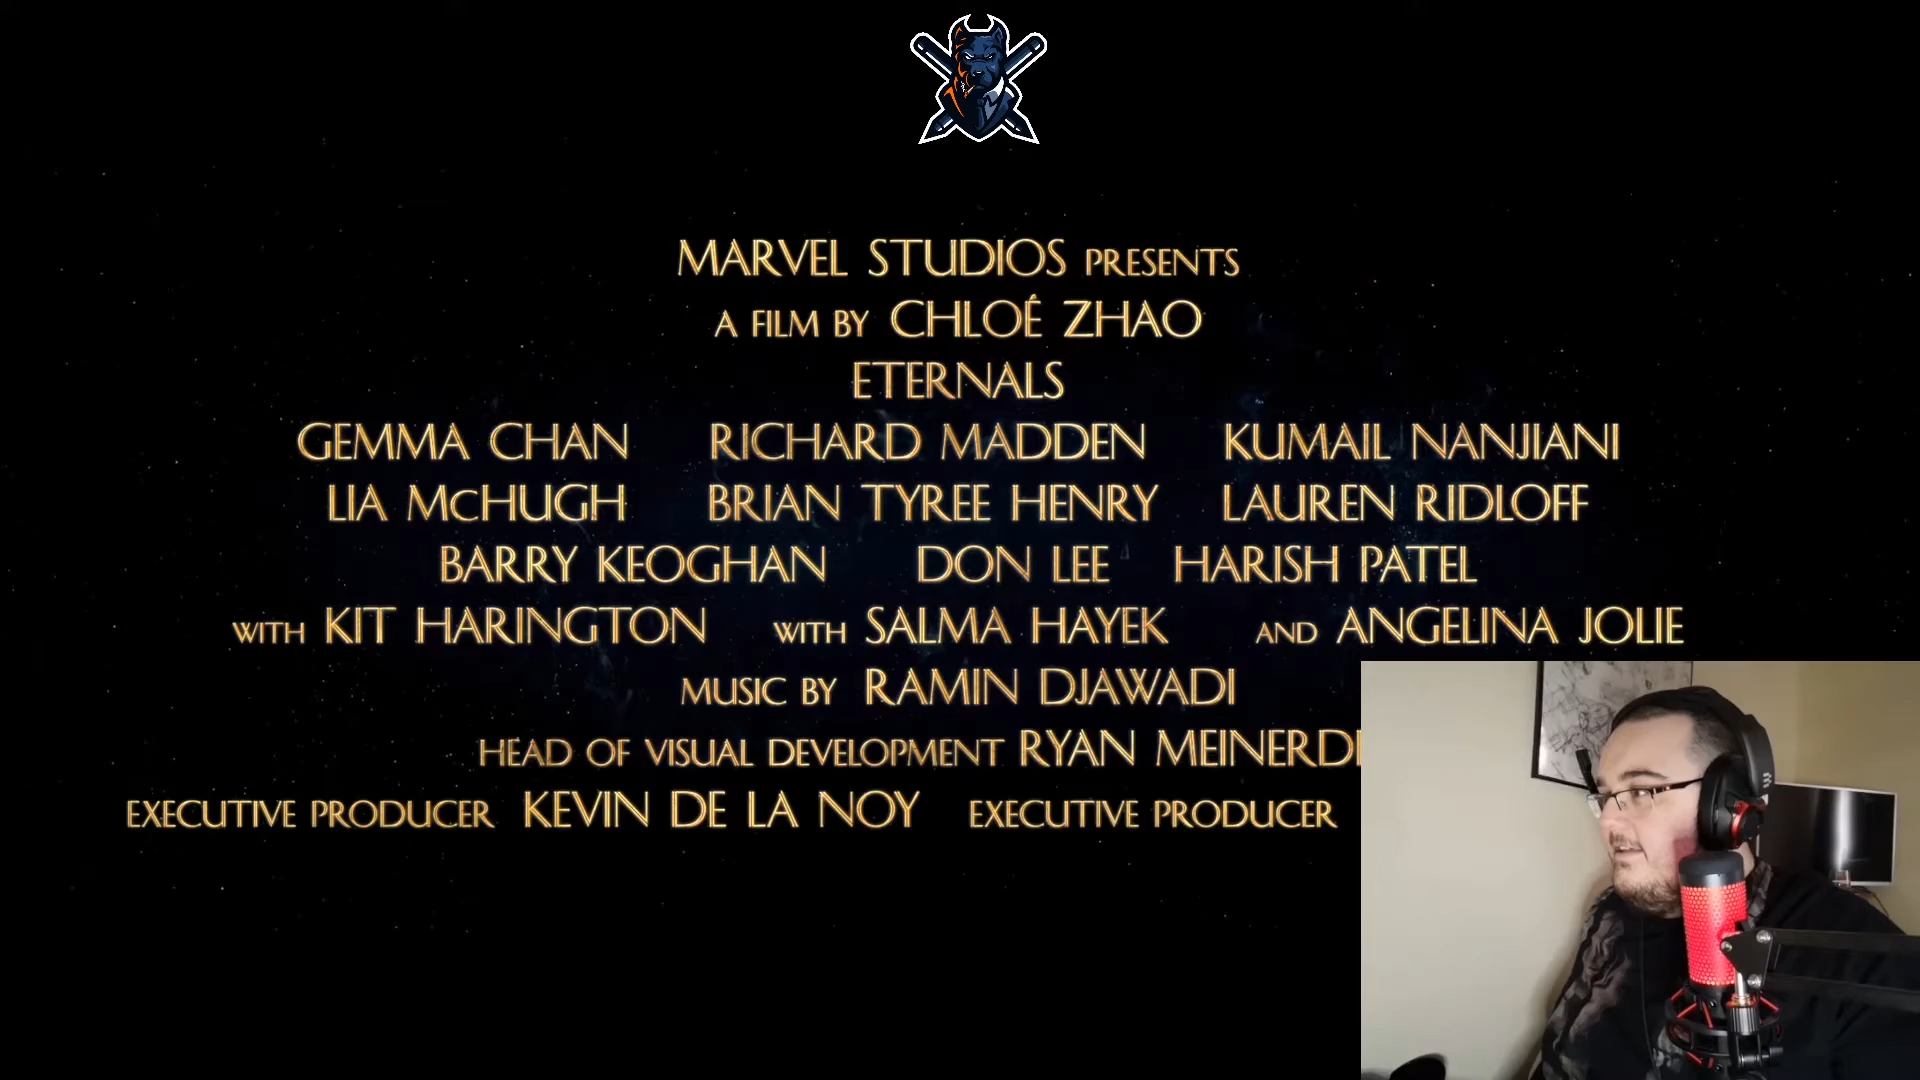 MARVEL STUDIOS PRESENTS
A FILM BY CHLOÉ ZHAO
ETERNALS
GEMMA CHAN RICHARD MADDEN KUMAIL NANJIANI
LIA McHUGH BRIAN TYREE HENRY LAUREN RIDLOFF
BARRY KEOGHAN DON LEE HARISH PATEL
WITH KIT HARINGTON WITH SALMA HAYEK AND ANGELINA JOLIE
MUSIC BY RAMIN DJAWADI
HEAD OF VISUAL DEVELOPMENT RYAN
EXECUTIVE PRODUCER KEVIN DE LA NOY EXECUTIVE PRODUCER